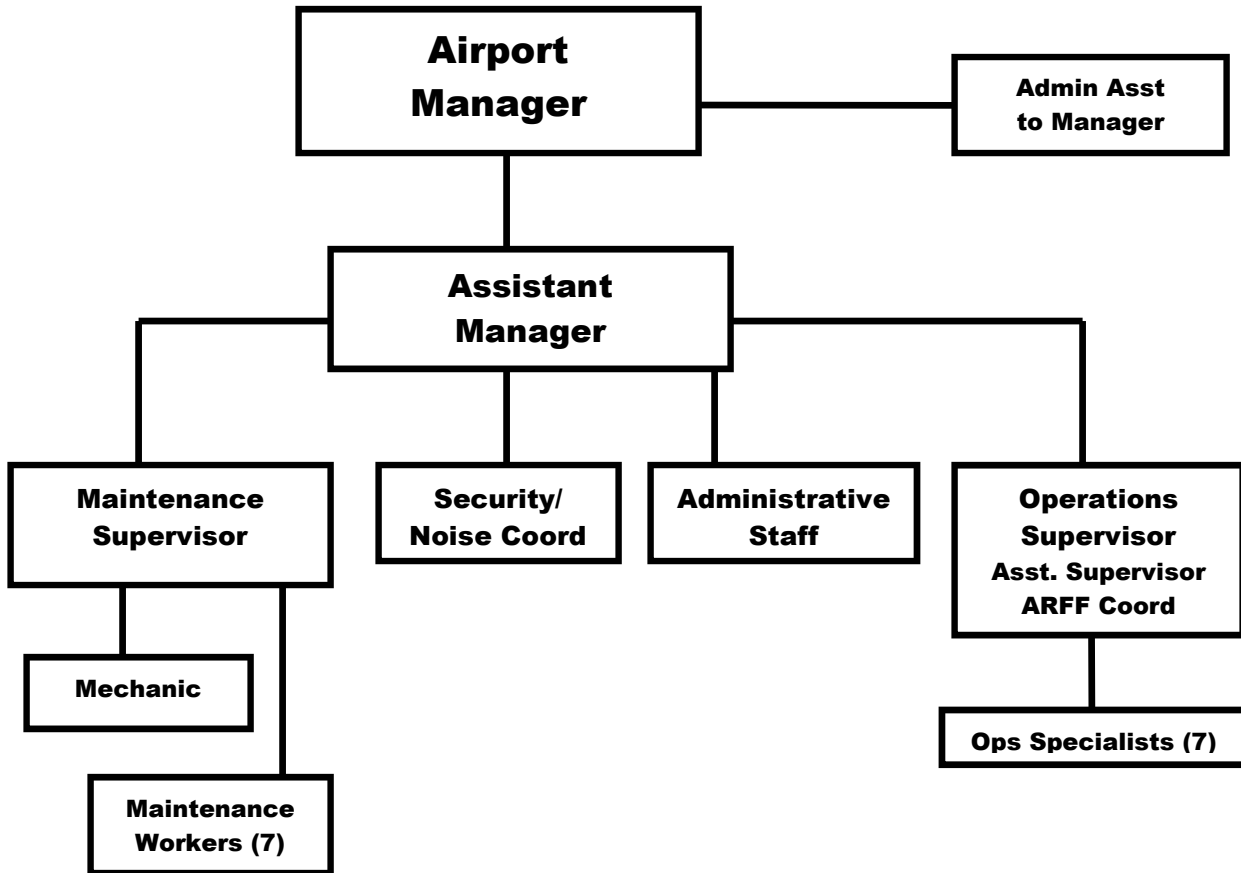 Airport
Manager
Admin Asst
to Manager
Assistant
Manager
Maintenance
Supervisor
Security/
Noise Coord
Administrative
Staff
Operations
Supervisor
Asst. Supervisor
ARFF Coord
Mechanic
Ops Specialists (7)
Maintenance
Workers (7)